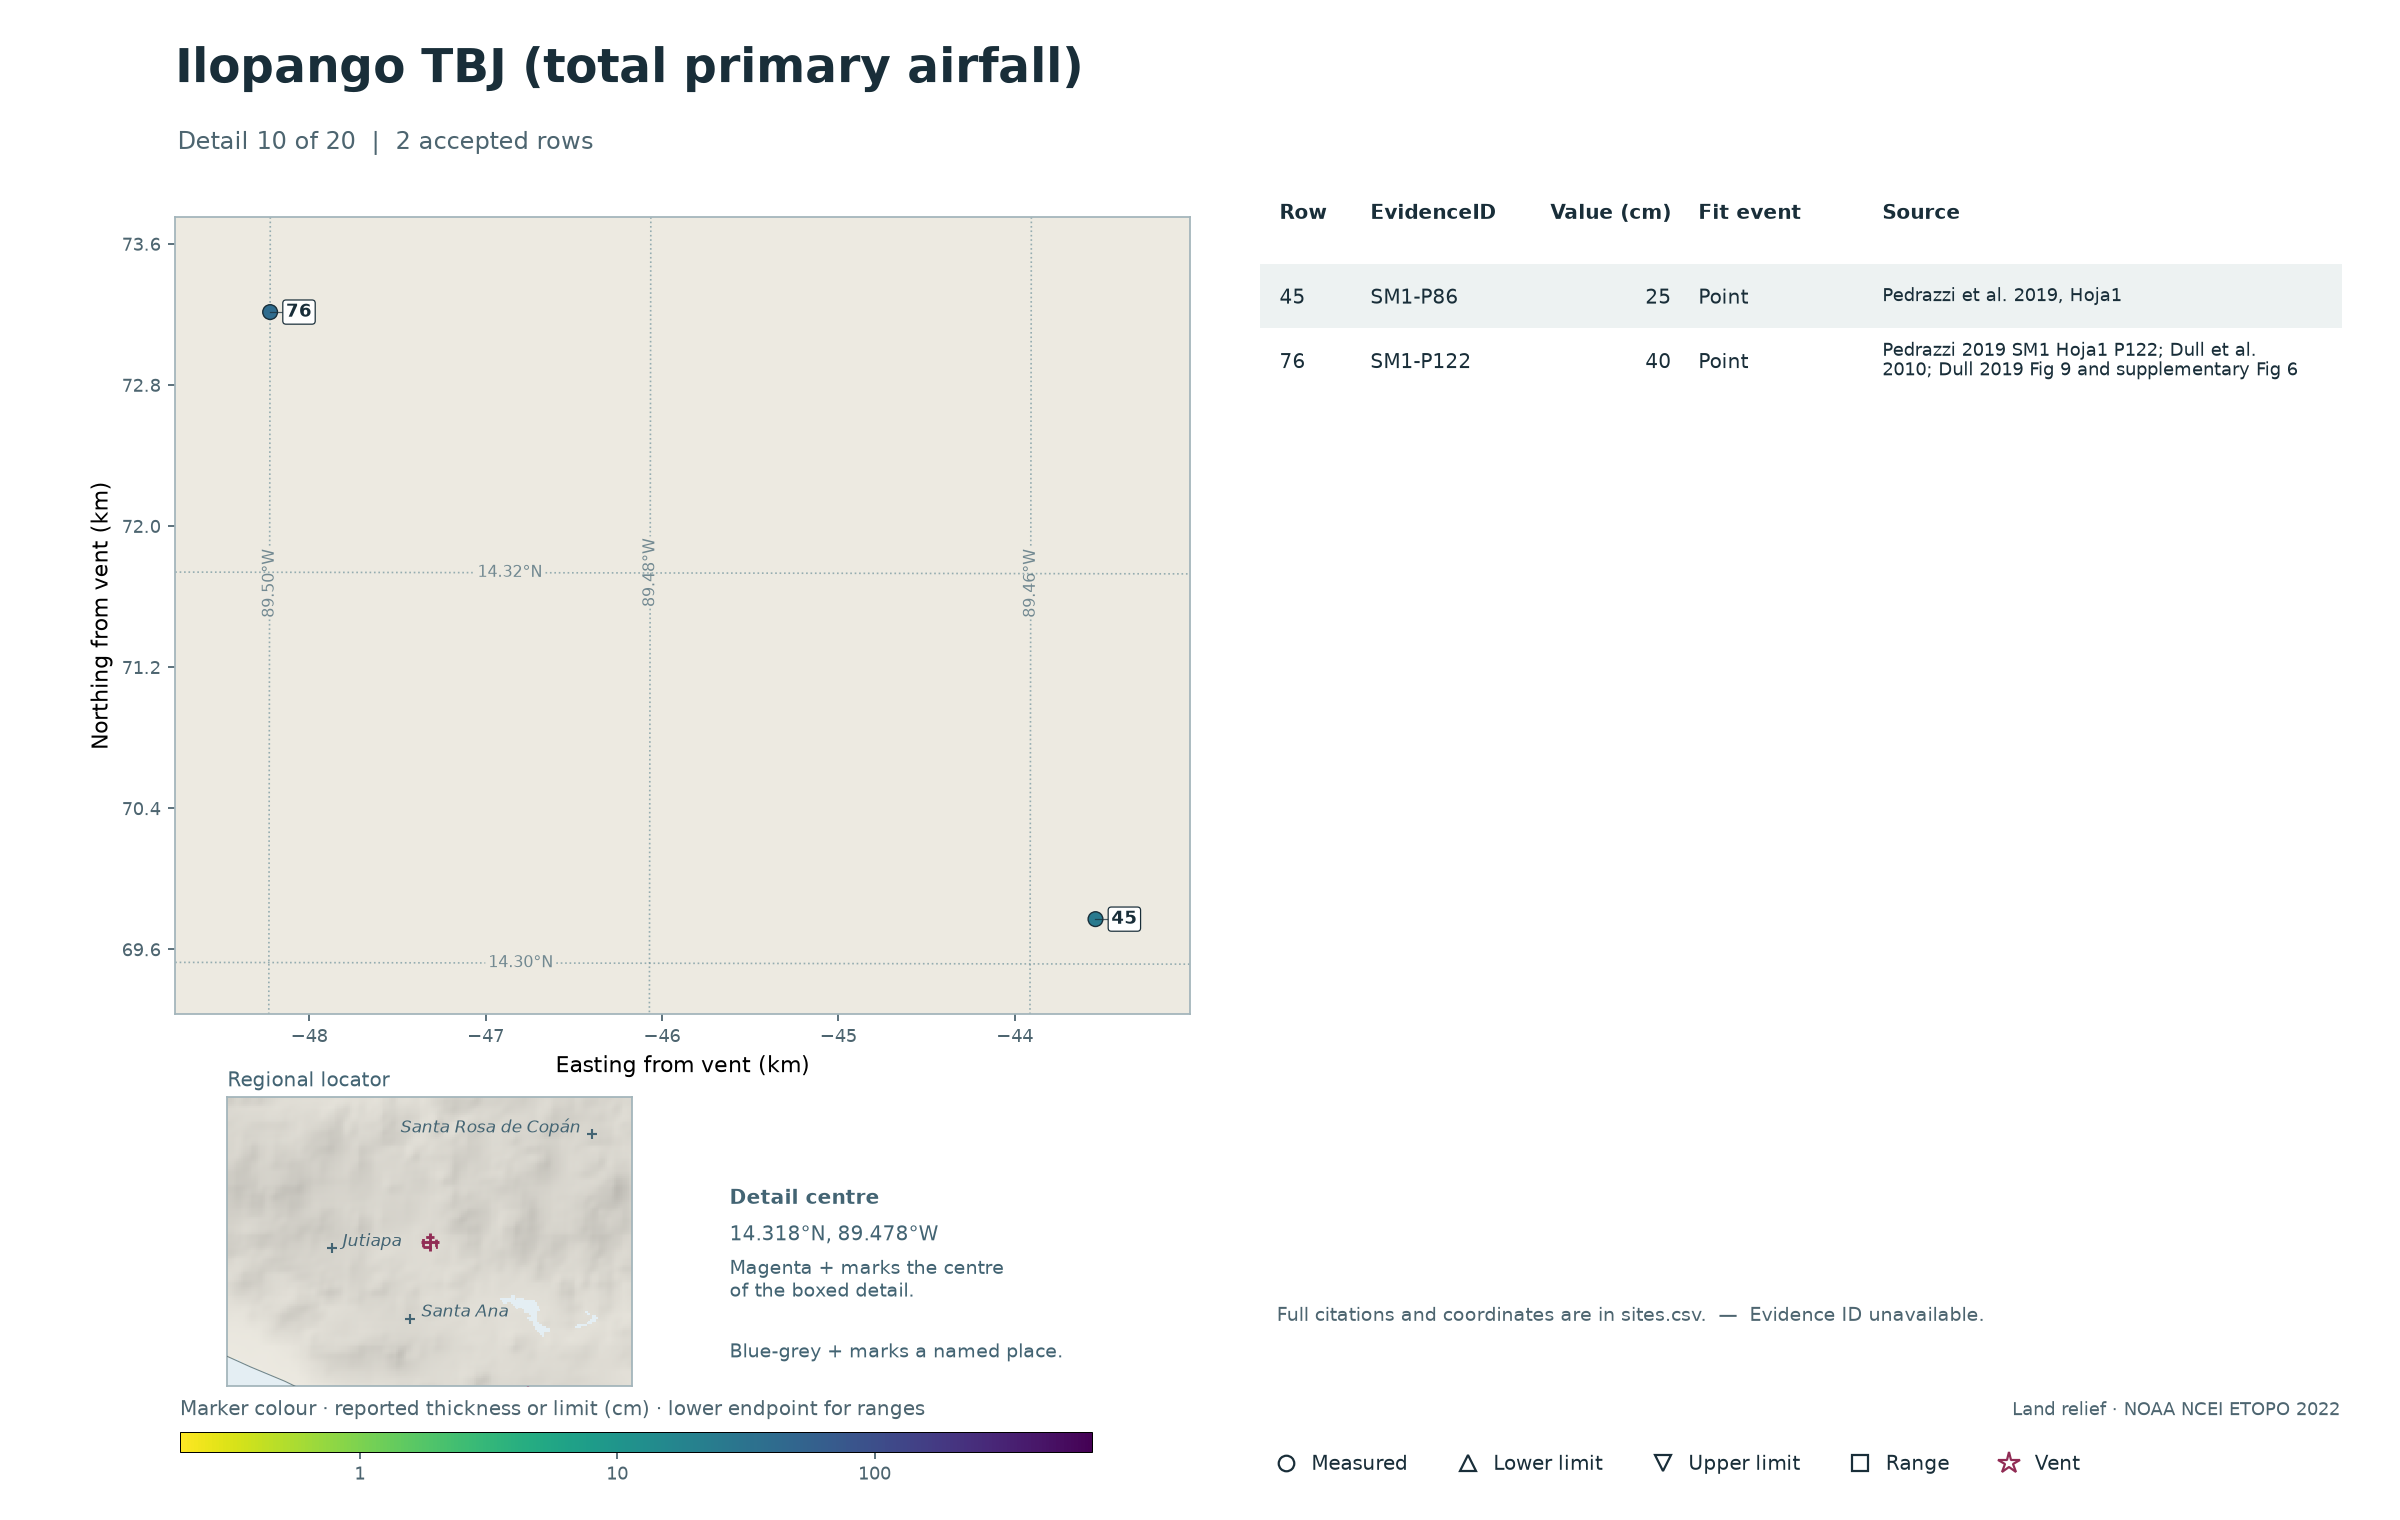 Ilopango TBJ (total primary airfall)
Detail 10 of 20 | 2 accepted rows
Row EvidenceID Value (cm) Fit event Source
45 SM1-P86 25 Point Pedrazzi et al. 2019, Hoja1
76 SM1-P122 40 Point Pedrazzi 2019 SM1 Hoja1 P122; Dull et al.
2010; Dull 2019 Fig 9 and supplementary Fig 6
Northing from vent (km)
73.6
72.8
72.0
71.2
70.4
69.6
76
45
89.50°W
89.48°W
89.46°W
14.32°N
14.30°N
−48 −47 −46 −45 −44
Easting from vent (km)
Regional locator
Santa Rosa de Copán
Jutiapa
Santa Ana
Detail centre
14.318°N, 89.478°W
Magenta + marks the centre
of the boxed detail.
Blue-grey + marks a named place.
Full citations and coordinates are in sites.csv. — Evidence ID unavailable.
Marker colour · reported thickness or limit (cm) · lower endpoint for ranges
1 10 100
Land relief · NOAA NCEI ETOPO 2022
Measured Lower limit Upper limit Range Vent